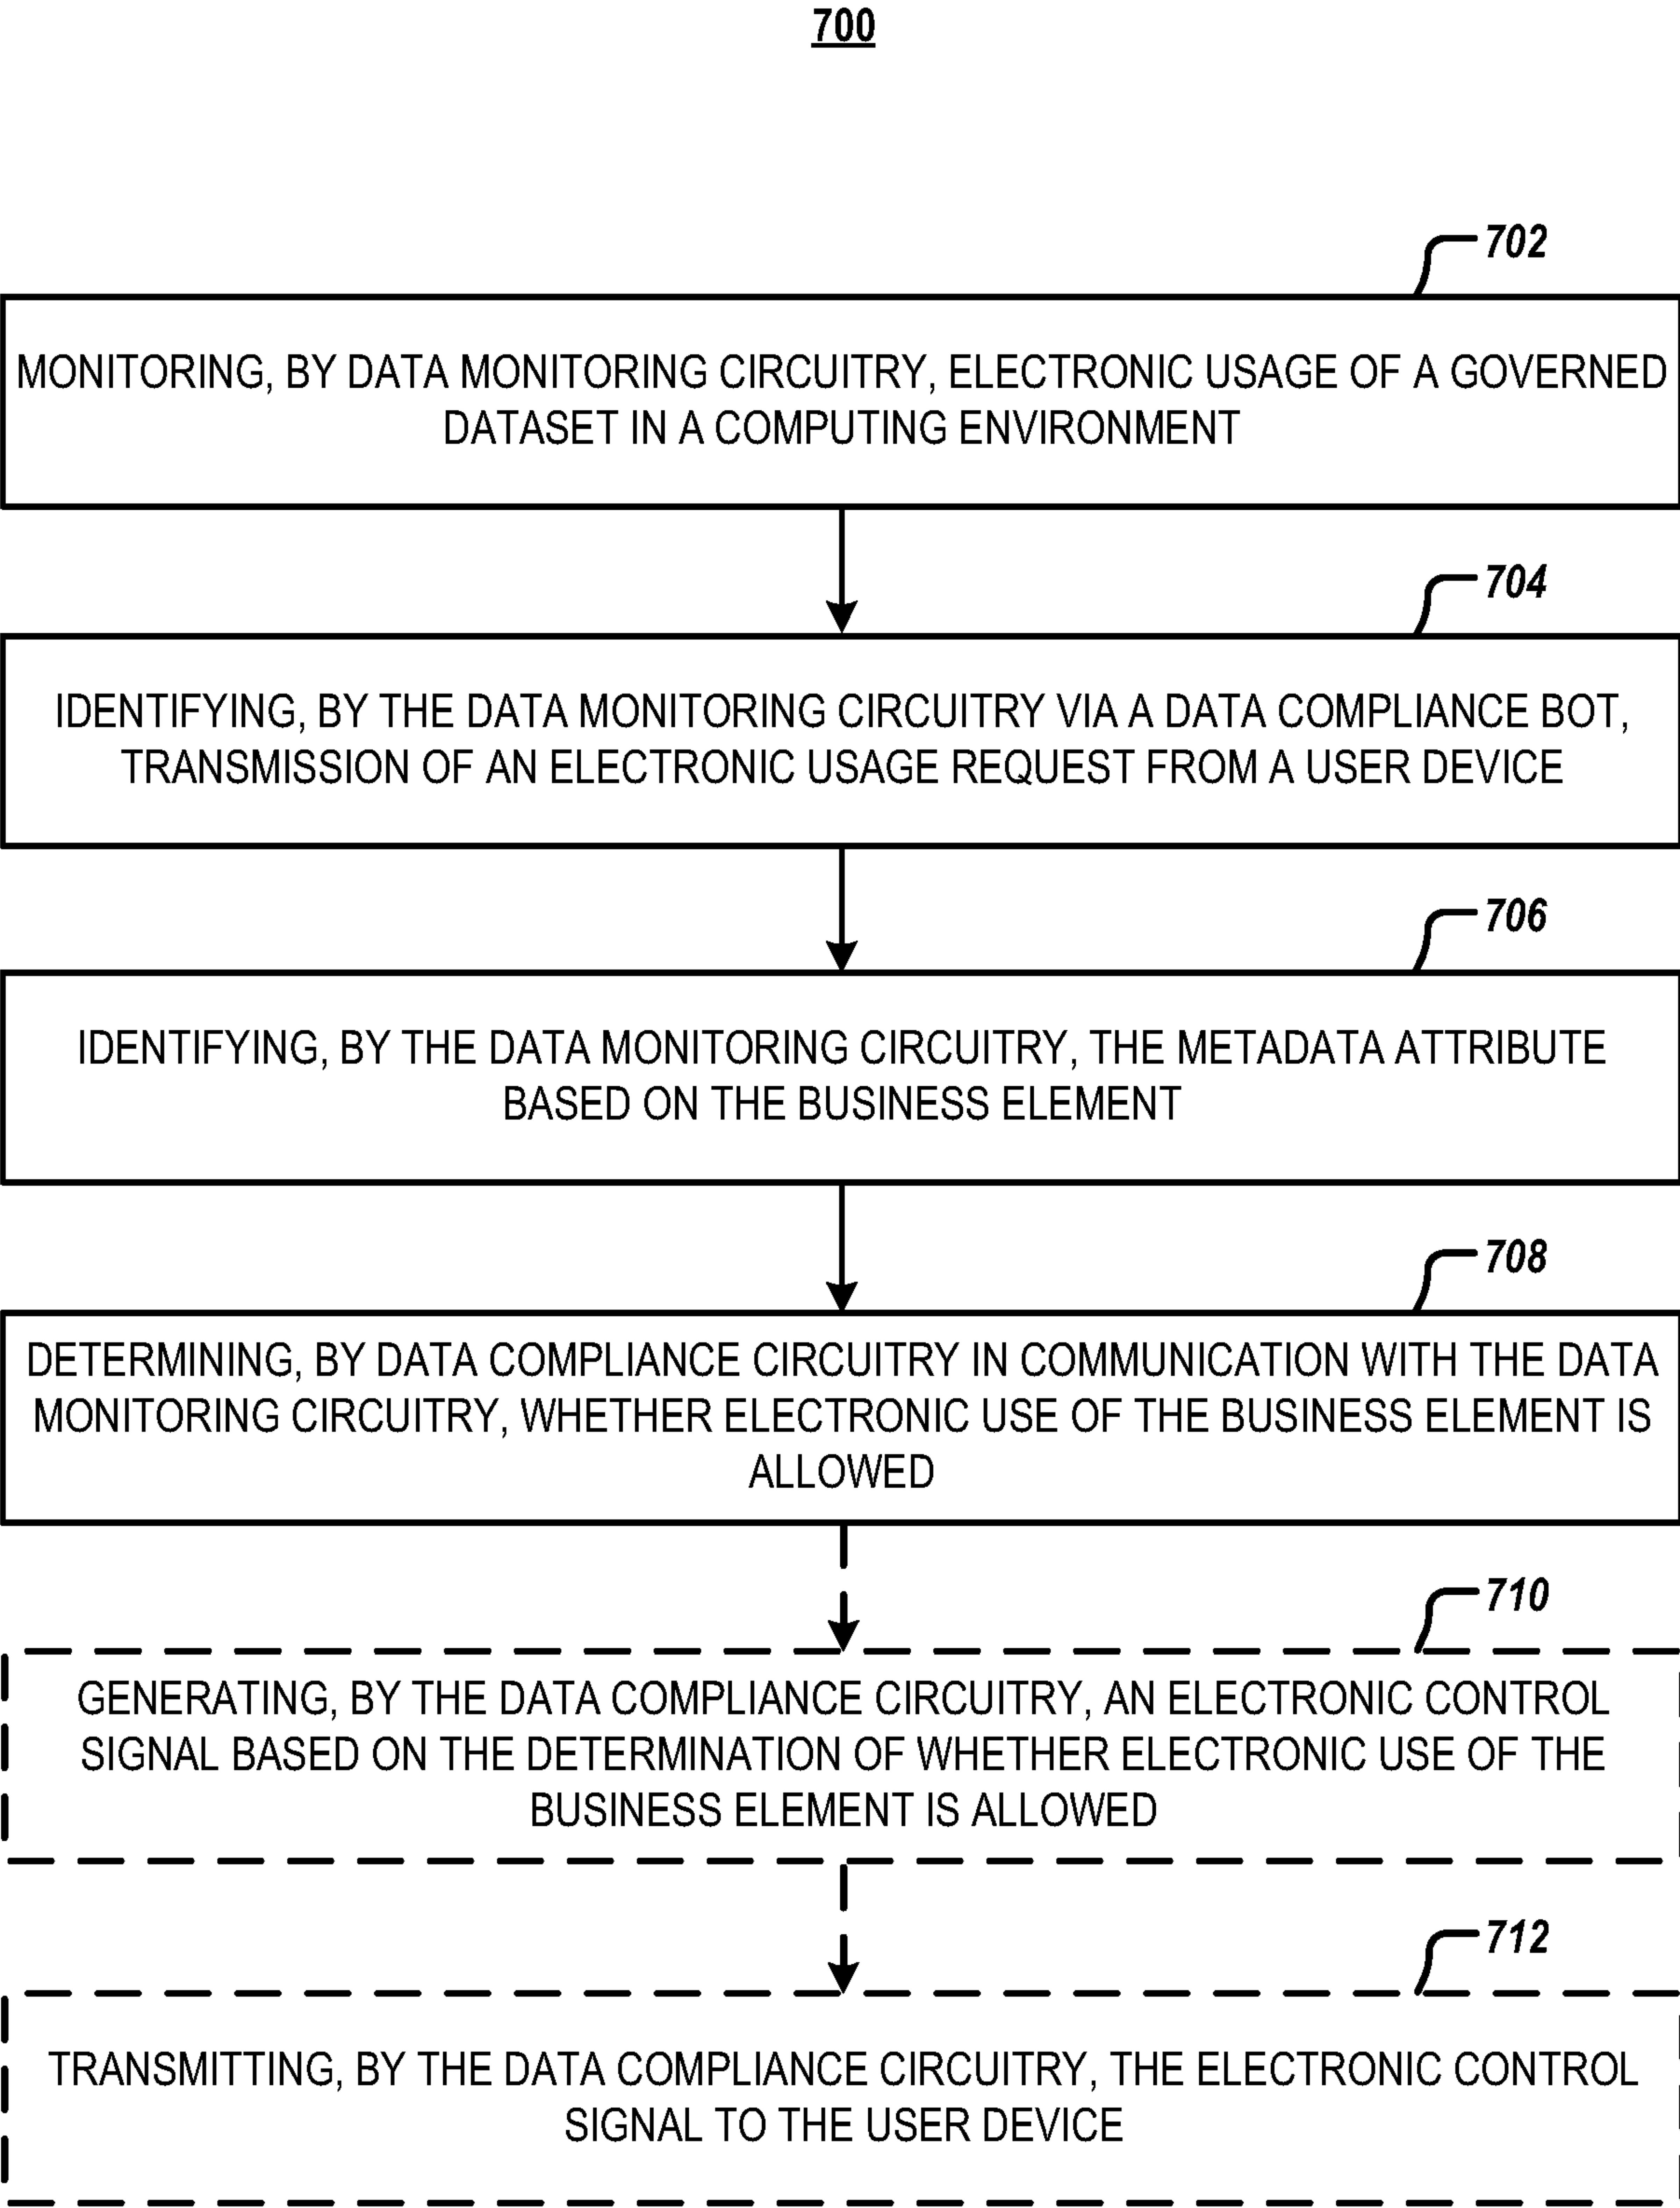 700
702
MONITORING, BY DATA MONITORING CIRCUITRY, ELECTRONIC USAGE OF A GOVERNED
DATASET IN A COMPUTING ENVIRONMENT
704
IDENTIFYING, BY THE DATA MONITORING CIRCUITRY VIA A DATA COMPLIANCE BOT,
TRANSMISSION OF AN ELECTRONIC USAGE REQUEST FROM A USER DEVICE
706
IDENTIFYING, BY THE DATA MONITORING CIRCUITRY, THE METADATA ATTRIBUTE
BASED ON THE BUSINESS ELEMENT
708
DETERMINING, BY DATA COMPLIANCE CIRCUITRY IN COMMUNICATION WITH THE DATA
MONITORING CIRCUITRY, WHETHER ELECTRONIC USE OF THE BUSINESS ELEMENT IS
ALLOWED
710
GENERATING, BY THE DATA COMPLIANCE CIRCUITRY, AN ELECTRONIC CONTROL
SIGNAL BASED ON THE DETERMINATION OF WHETHER ELECTRONIC USE OF THE
BUSINESS ELEMENT IS ALLOWED
712
TRANSMITTING, BY THE DATA COMPLIANCE CIRCUITRY, THE ELECTRONIC CONTROL
SIGNAL TO THE USER DEVICE